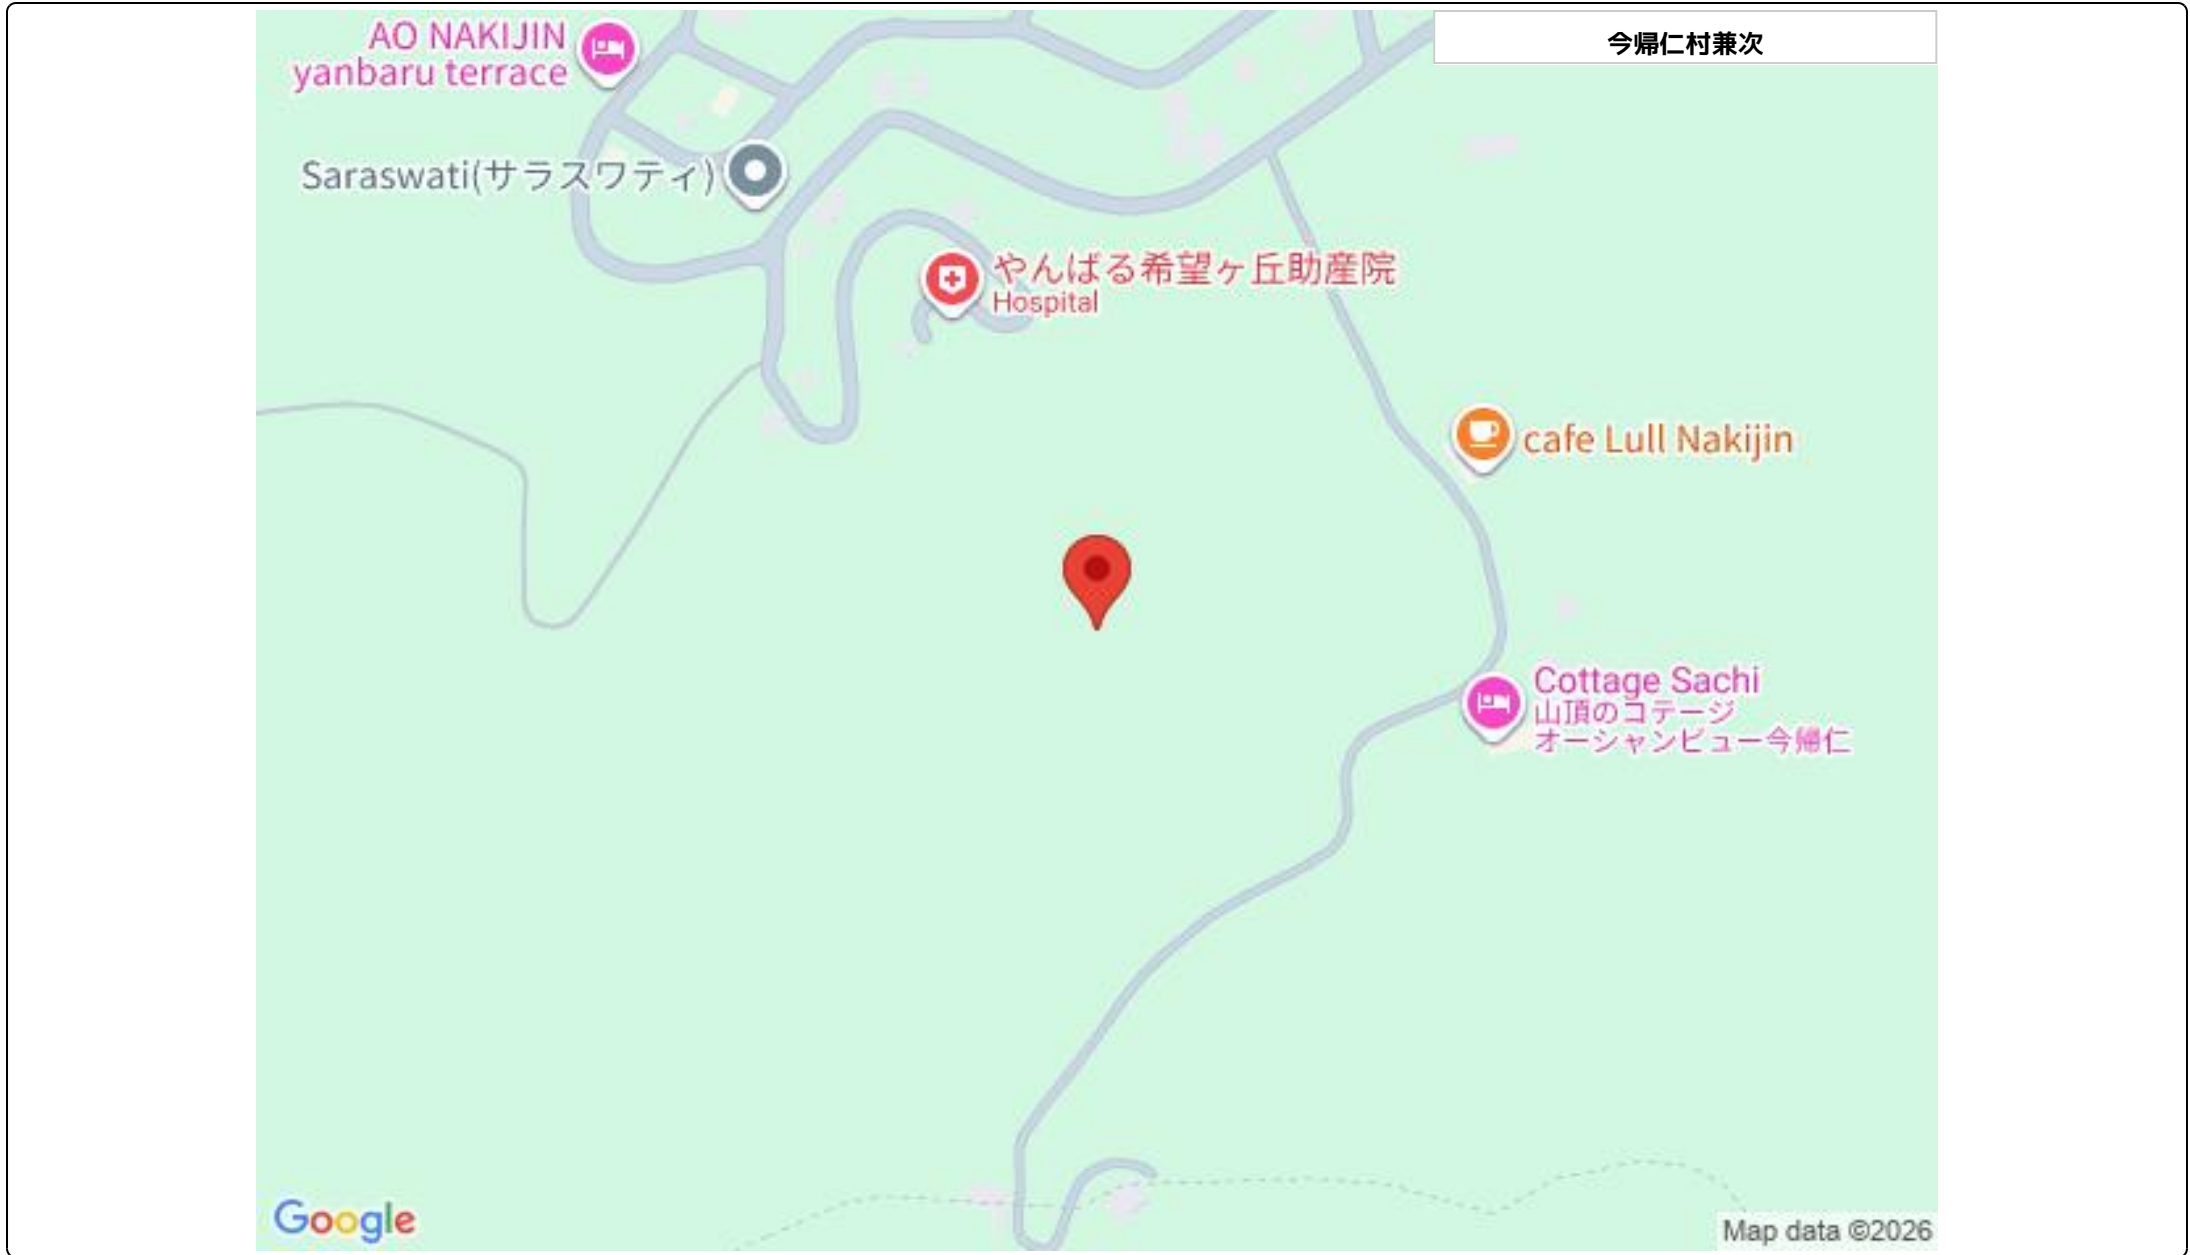 AO NAKIJIN
yanbaru terrace
今帰仁村兼次
Saraswati(サラスワティ)
やんばる希望ヶ丘助産院
Hospital
cafe Lull Nakijin
Cottage Sachi
山頂のコテージ
オーシャンビュー今帰仁
Google
Map data ©2026